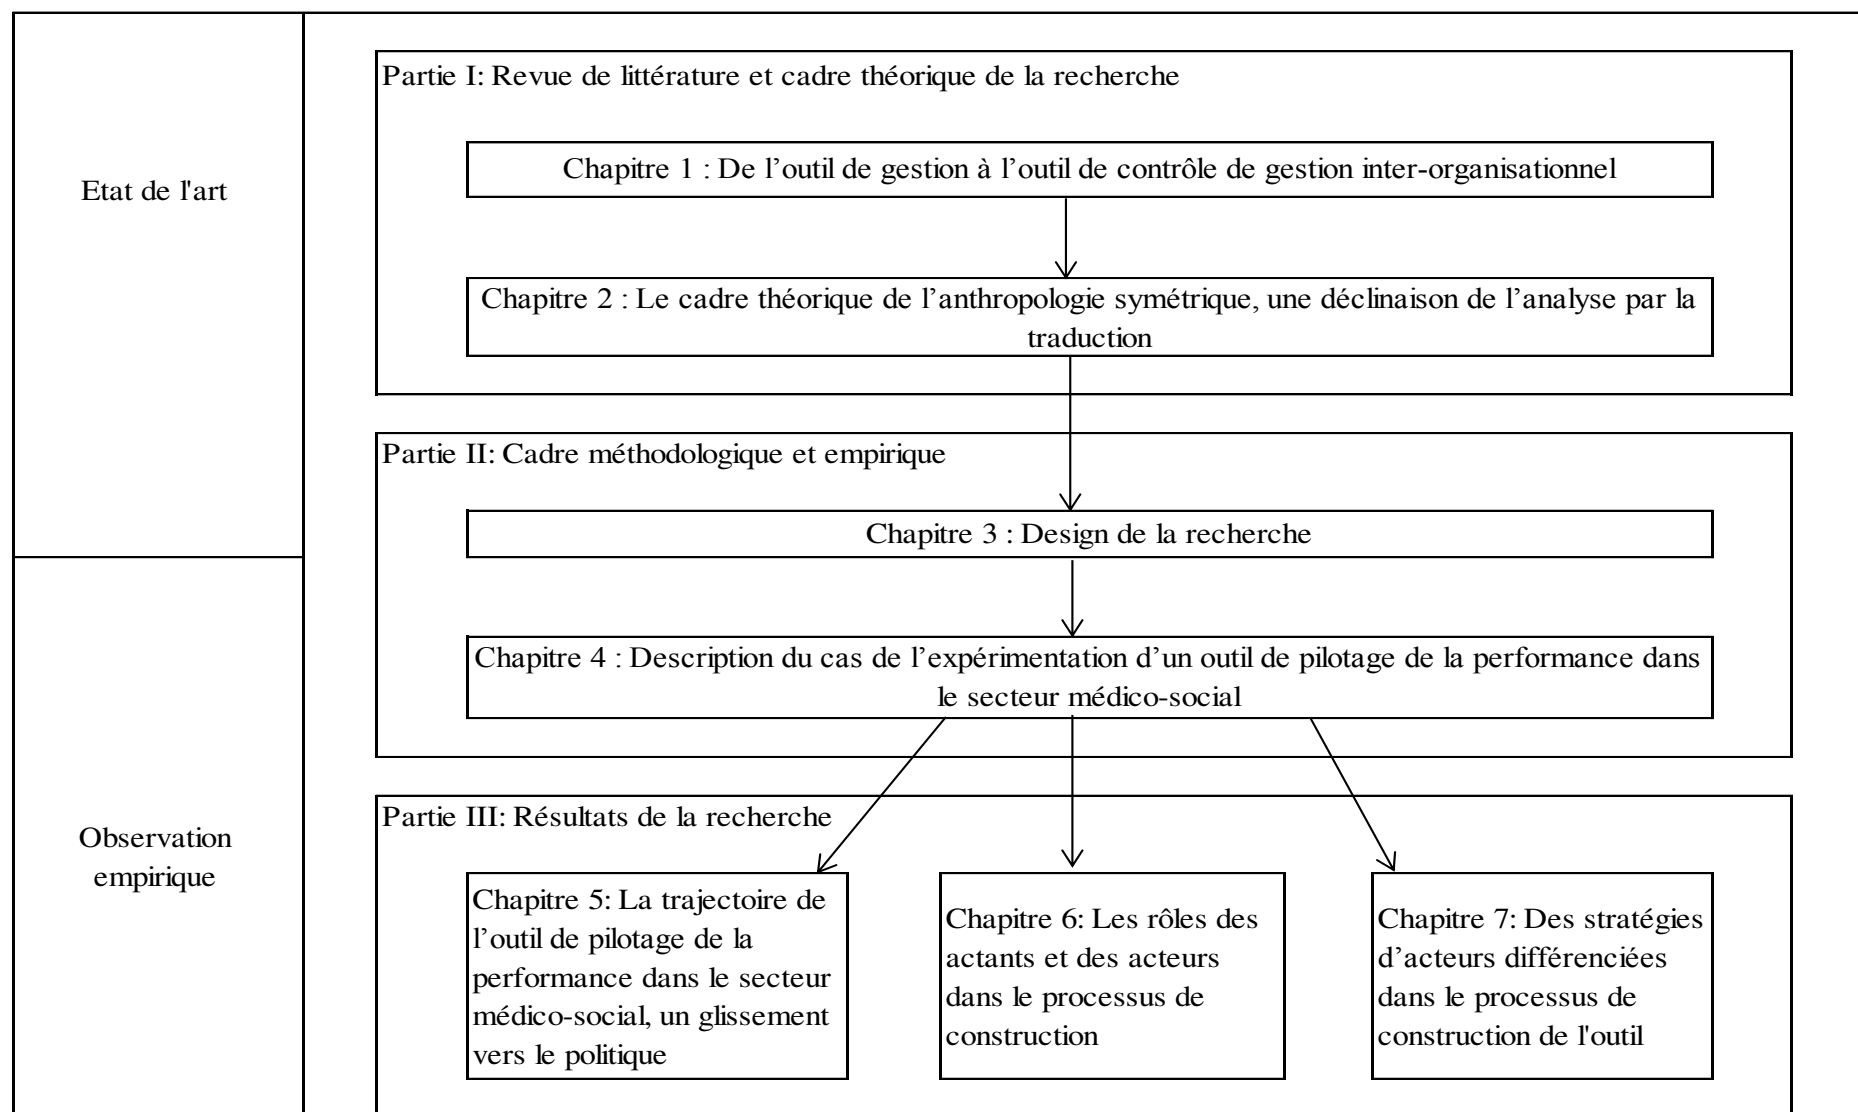 Etat de l'art
Partie I: Revue de littérature et cadre théorique de la recherche
Chapitre 1 : De l’outil de gestion à l’outil de contrôle de gestion inter-organisationnel
Chapitre 2 : Le cadre théorique de l’anthropologie symétrique, une déclinaison de l’analyse par la
traduction
Partie II: Cadre méthodologique et empirique
Chapitre 3 : Design de la recherche
Chapitre 4 : Description du cas de l’expérimentation d’un outil de pilotage de la performance dans
le secteur médico-social
Observation
empirique
Partie III: Résultats de la recherche
Chapitre 5: La trajectoire de
l’outil de pilotage de la
performance dans le secteur
médico-social, un glissement
vers le politique
Chapitre 6: Les rôles des
actants et des acteurs
dans le processus de
construction
Chapitre 7: Des stratégies
d’acteurs différenciées
dans le processus de
construction de l'outil